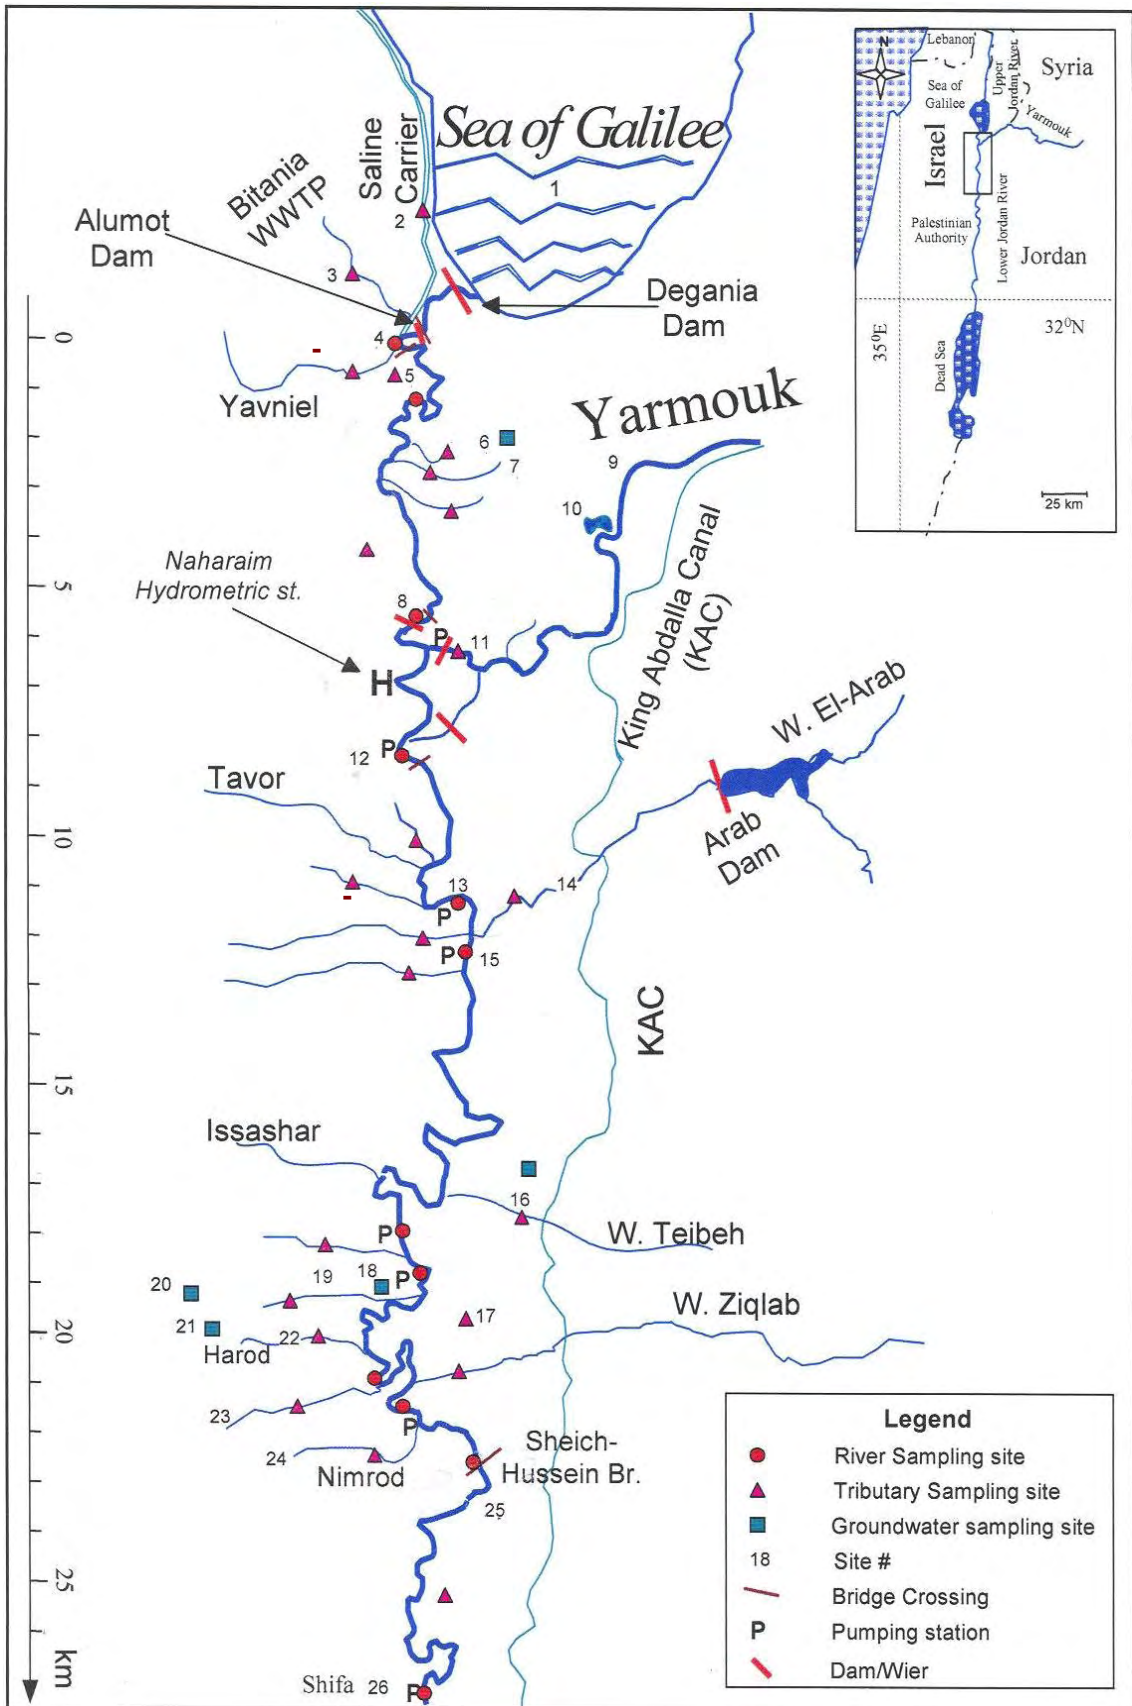 Sea of Galilee
Saline
Carrier
Bitania
WWTP
Alumot
Dam
Degania
Dam
1
2
3
4
5
Yavniel
Yarmouk
6
7
9
10
King Abdalla Canal
(KAC)
Naharaim
Hydrometric st.
8
P
11
H
P
12
W. El-Arab
Arab
Dam
Tavor
13
P
14
P
15
KAC
Issashar
16
W. Teibeh
P
P
18
19
20
21
17
W. Ziqlab
22
Harod
23
P
24
Nimrod
Sheich-
Hussein Br.
25
Shifa
26
P
0
5
10
15
20
25
km
N
Lebanon
Syria
Upper
Jordan River
Sea of
Galilee
Yarmouk
Israel
Palestinian
Authority
Lower Jordan River
Jordan
35⁰E
32⁰N
Dead Sea
25 km
Legend
River Sampling site
Tributary Sampling site
Groundwater sampling site
18 Site #
Bridge Crossing
P Pumping station
Dam/Wier